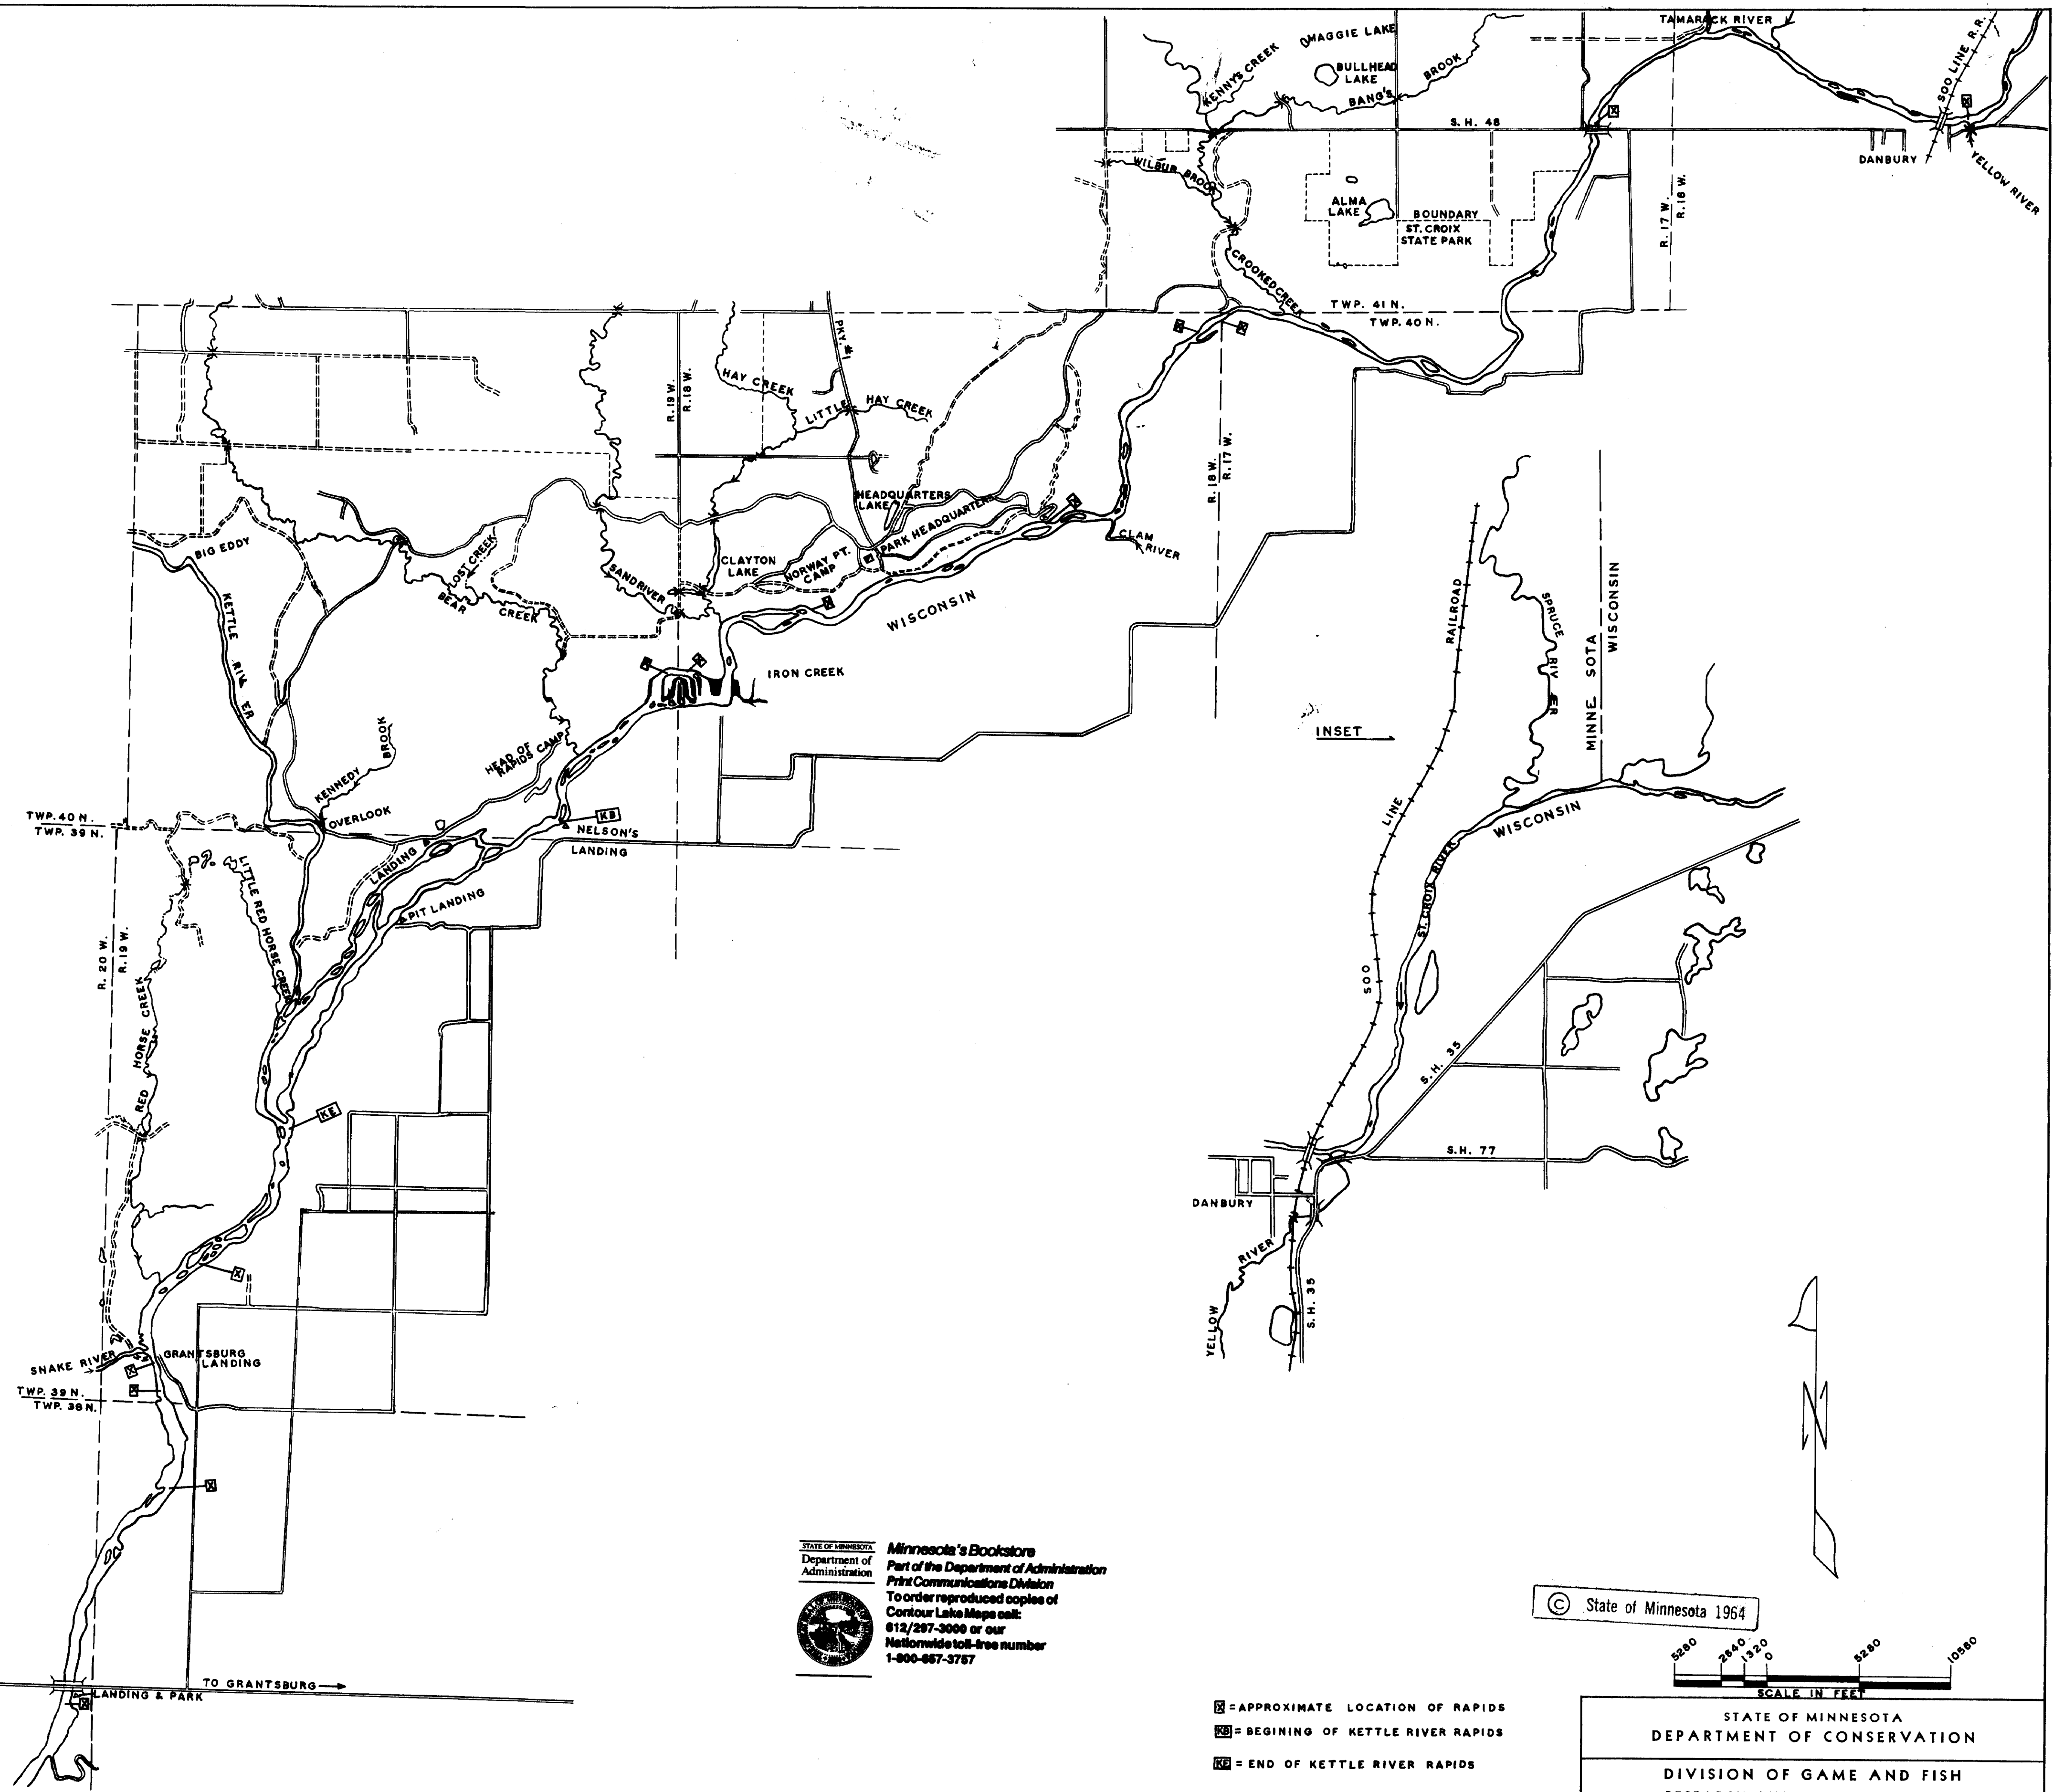 TAMARACK RIVER
SOO LINE R. R.
MAGGIE LAKE
KENNY'S CREEK
BULLHEAD
LAKE
BANG'S BROOK
S. H. 48
DANBURY
YELLOW RIVER
WILBUR BROOK
ALMA
LAKE
BOUNDARY
ST. CROIX
STATE PARK
R. 17 W.
R. 16 W.
CROOKED CREEK
TWP. 41 N.
TWP. 40 N.
PKY. #1
HAY CREEK
LITTLE HAY CREEK
R. 19 W.
R. 18 W.
R. 18 W.
R. 17 W.
HEADQUARTERS
LAKE
PARK HEADQUARTERS
CLAM
RIVER
BIG EDDY
LOST CREEK
BEAR CREEK
SAND RIVER
CLAYTON
LAKE
NORWAY PT.
CAMP
KETTLE RIVER
WISCONSIN
IRON CREEK
HEAD OF
RAPIDS CAMP
KENNEDY BROOK
OVERLOOK
TWP. 40 N.
TWP. 39 N.
KB
NELSON'S
LANDING
LANDING
PIT LANDING
LITTLE RED HORSE CREEK
R. 20 W.
R. 19 W.
RED HORSE CREEK
KE
SNAKE RIVER
GRANTSBURG
LANDING
TWP. 39 N.
TWP. 38 N.
TO GRANTSBURG
LANDING & PARK
INSET
SOO LINE RAILROAD
SPRUCE RIVER
MINNE SOTA
WISCONSIN
WISCONSIN
ST. CROIX RIVER
S. H. 35
S. H. 77
DANBURY
YELLOW RIVER
S. H. 35
N
STATE OF MINNESOTA
Department of
Administration
Minnesota's Bookstore
Part of the Department of Administration
Print Communications Division
To order reproduced copies of
Contour Lake Maps call:
612/297-3000 or our
Nationwide toll-free number
1-800-657-3757
© State of Minnesota 1964
5280 2640 1320 0 5280 10560
SCALE IN FEET
X = APPROXIMATE LOCATION OF RAPIDS
KB = BEGINING OF KETTLE RIVER RAPIDS
KE = END OF KETTLE RIVER RAPIDS
STATE OF MINNESOTA
DEPARTMENT OF CONSERVATION
DIVISION OF GAME AND FISH